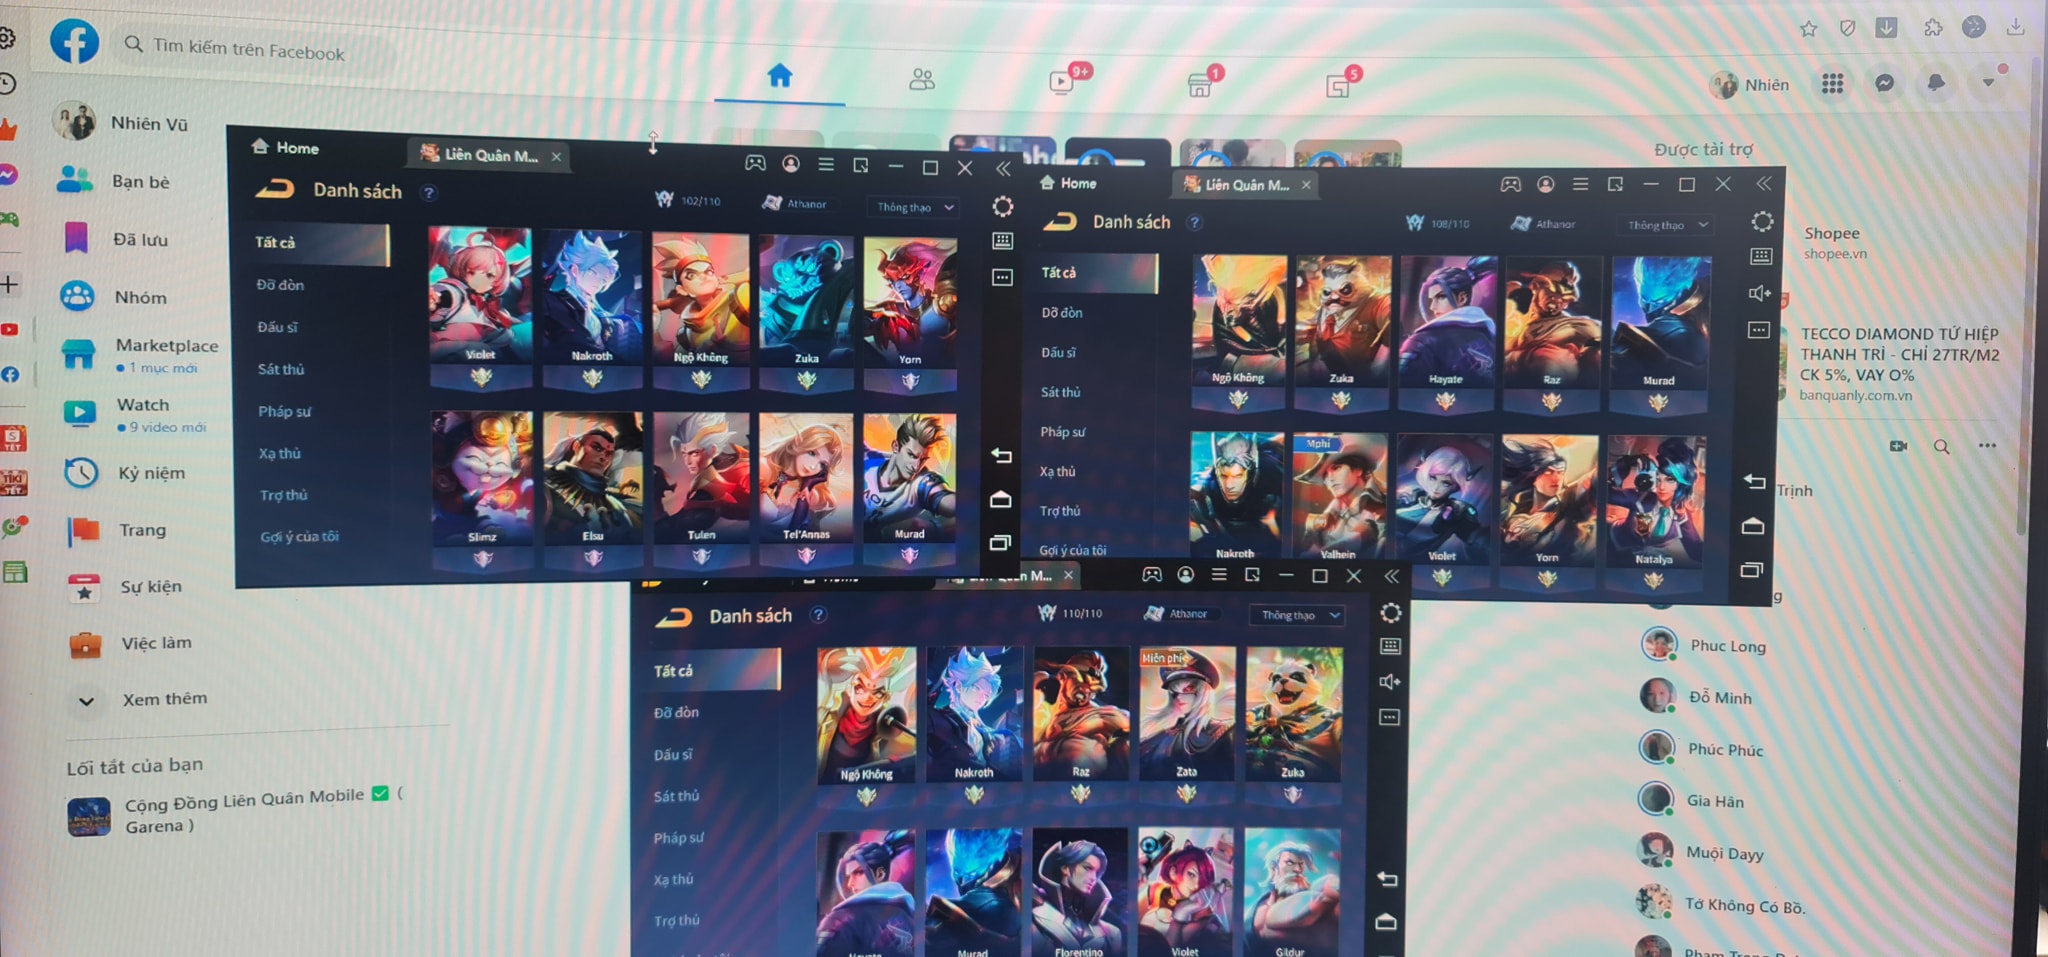 Tìm kiếm trên Facebook
9+
1
5
Nhiên
Nhiên Vũ
Bạn bè
Đã lưu
Nhóm
Marketplace
1 mục mới
Watch
9 video mới
Kỷ niệm
Trang
Sự kiện
Việc làm
Xem thêm
Lối tắt của bạn
Cộng Đồng Liên Quân Mobile ✅ (
Garena )
Home
Liên Quân M...
Danh sách
?
102/110
Athanor
Thông thạo
Tất cả
Đỡ đòn
Đấu sĩ
Sát thủ
Pháp sư
Xạ thủ
Trợ thủ
Gợi ý của tôi
Violet
Nakroth
Ngộ Không
Zuka
Yorn
Slimz
Elsu
Tulen
Tel'Annas
Murad
Home
Liên Quân M...
Danh sách
?
108/110
Athanor
Thông thạo
Tất cả
Đỡ đòn
Đấu sĩ
Sát thủ
Pháp sư
Xạ thủ
Trợ thủ
Gợi ý của tôi
Ngộ Không
Zuka
Hayate
Raz
Murad
Mphí
Nakroth
Valhein
Violet
Yorn
Natalya
Liên Quân M...
Danh sách
?
110/110
Athanor
Thông thạo
Tất cả
Đỡ đòn
Đấu sĩ
Sát thủ
Pháp sư
Xạ thủ
Trợ thủ
Miễn phí
Ngộ Không
Nakroth
Raz
Zata
Zuka
Hayate
Murad
Florentino
Violet
Gildur
Được tài trợ
Shopee
shopee.vn
TECCO DIAMOND TỨ HIỆP
THANH TRÌ - CHỈ 27TR/M2
CK 5%, VAY O%
banquanly.com.vn
Trịnh
Phuc Long
Đỗ Minh
Phúc Phúc
Gia Hân
Muội Dayy
Tớ Không Có Bồ.